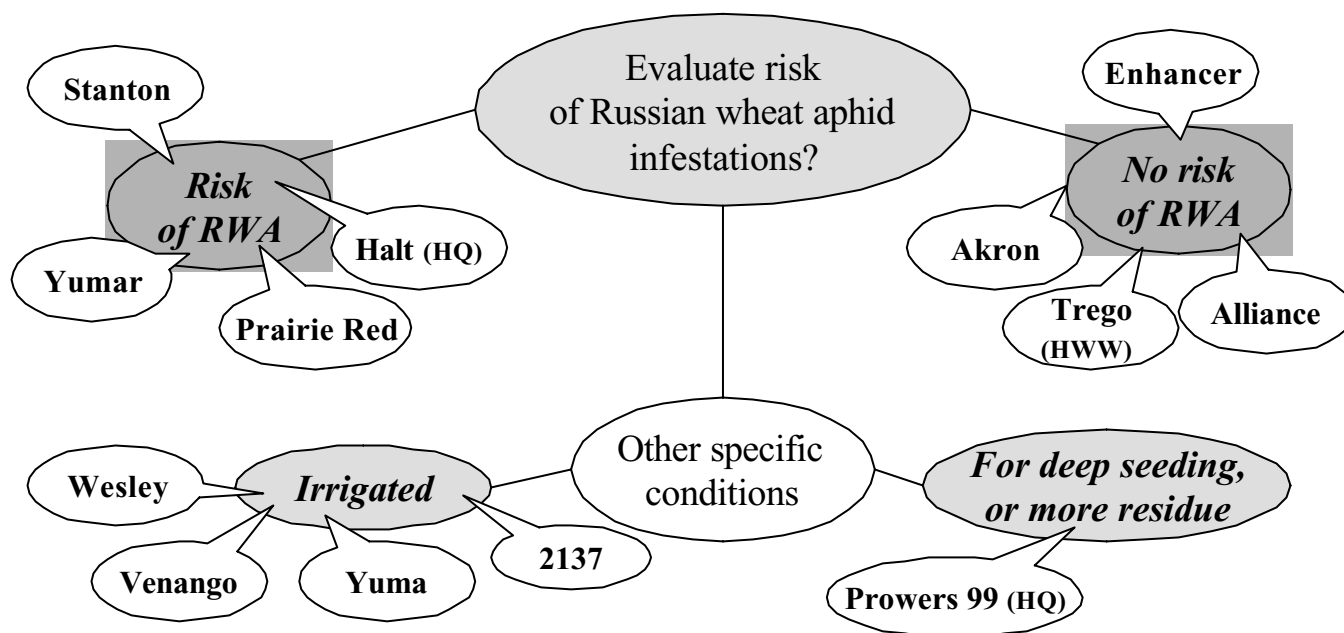 Evaluate risk
of Russian wheat aphid
infestations?
Stanton
Risk
of RWA
Halt (HQ)
Yumar
Prairie Red
Enhancer
No risk
of RWA
Akron
Trego
(HWW)
Alliance
Other specific
conditions
Wesley
Irrigated
Venango
Yuma
2137
For deep seeding,
or more residue
Prowers 99 (HQ)